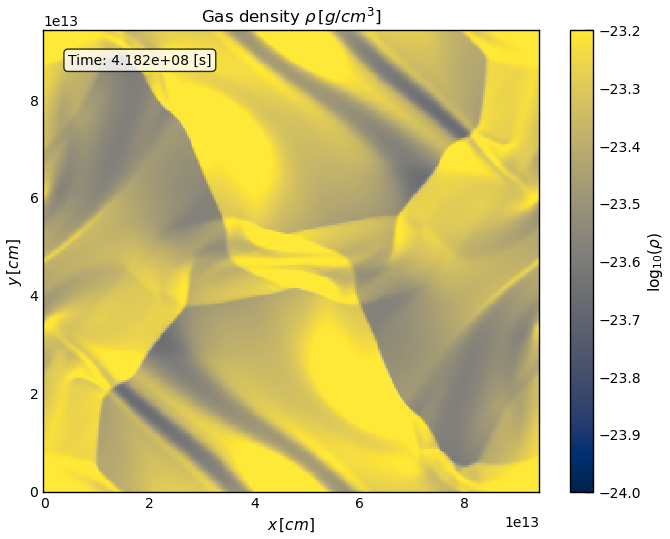 Gas density ρ [g/cm³]
1e13
Time: 4.182e+08 [s]
8
6
4
2
0
y [cm]
0
2
4
6
8
x [cm]
1e13
−23.2
−23.3
−23.4
−23.5
−23.6
−23.7
−23.8
−23.9
−24.0
log₁₀(ρ)